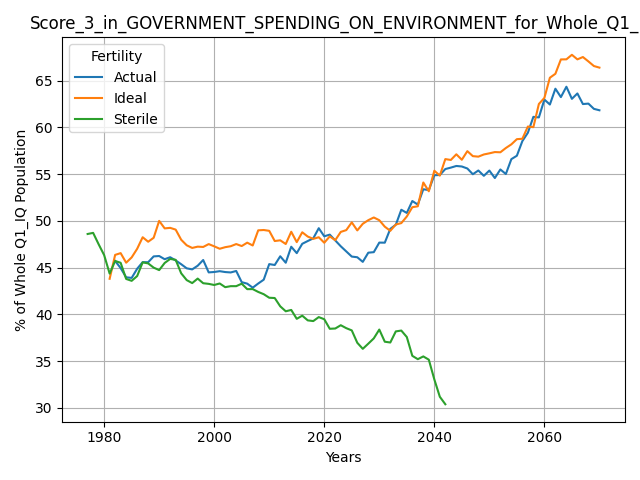 Score_3_in_GOVERNMENT_SPENDING_ON_ENVIRONMENT_for_Whole_Q1_
Fertility
Actual
Ideal
Sterile
% of Whole Q1_IQ Population
65
60
55
50
45
40
35
30
1980 2000 2020 2040 2060
Years